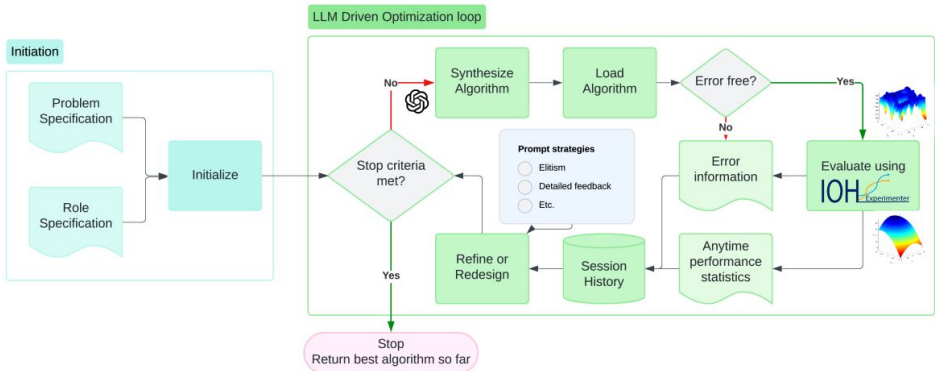 LLM Driven Optimization loop
Initiation
Problem
Specification
Role
Specification
Initialize
Stop criteria
met?
No
Synthesize
Algorithm
Load
Algorithm
Error free?
Yes
No
Prompt strategies
Elitism
Detailed feedback
Etc.
Error
information
Evaluate using
IOH
Experimenter
Anytime
performance
statistics
Session
History
Refine or
Redesign
Yes
Stop
Return best algorithm so far